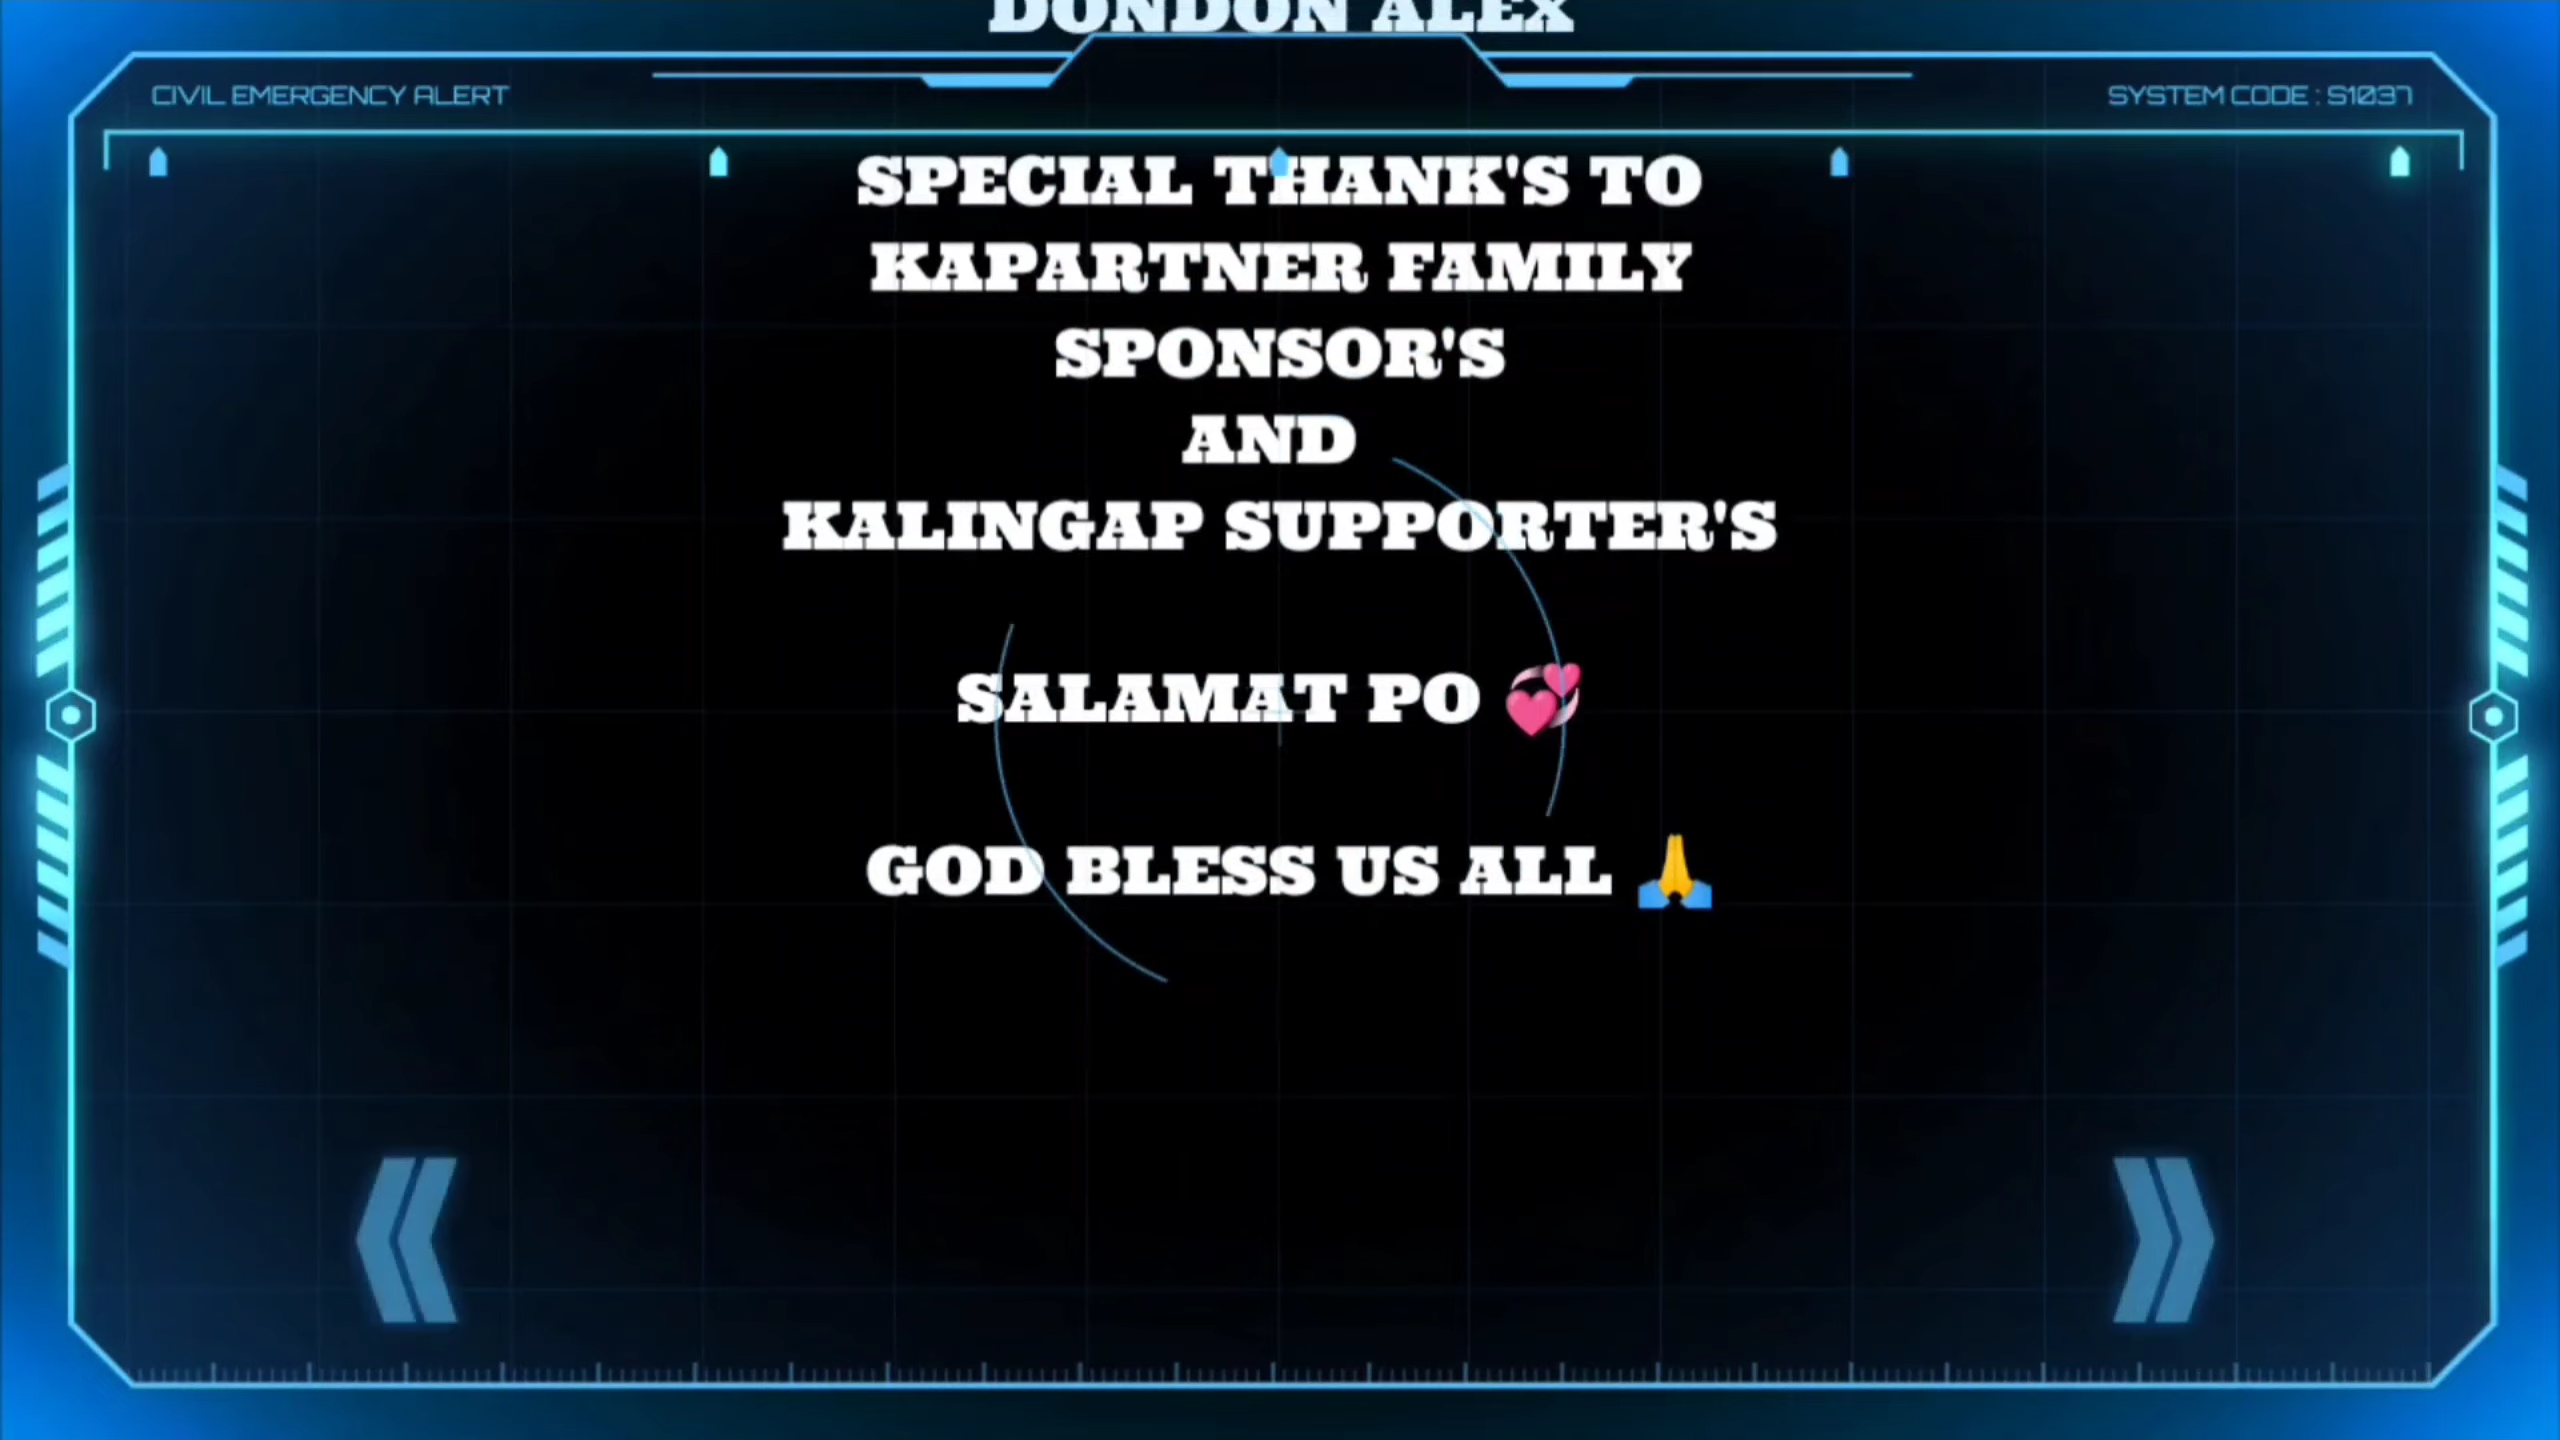 DONDON ALEX
CIVIL EMERGENCY ALERT
SYSTEM CODE : S1037
SPECIAL THANK'S TO
KAPARTNER FAMILY
SPONSOR'S
AND
KALINGAP SUPPORTER'S
SALAMAT PO 💞
GOD BLESS US ALL 🙏